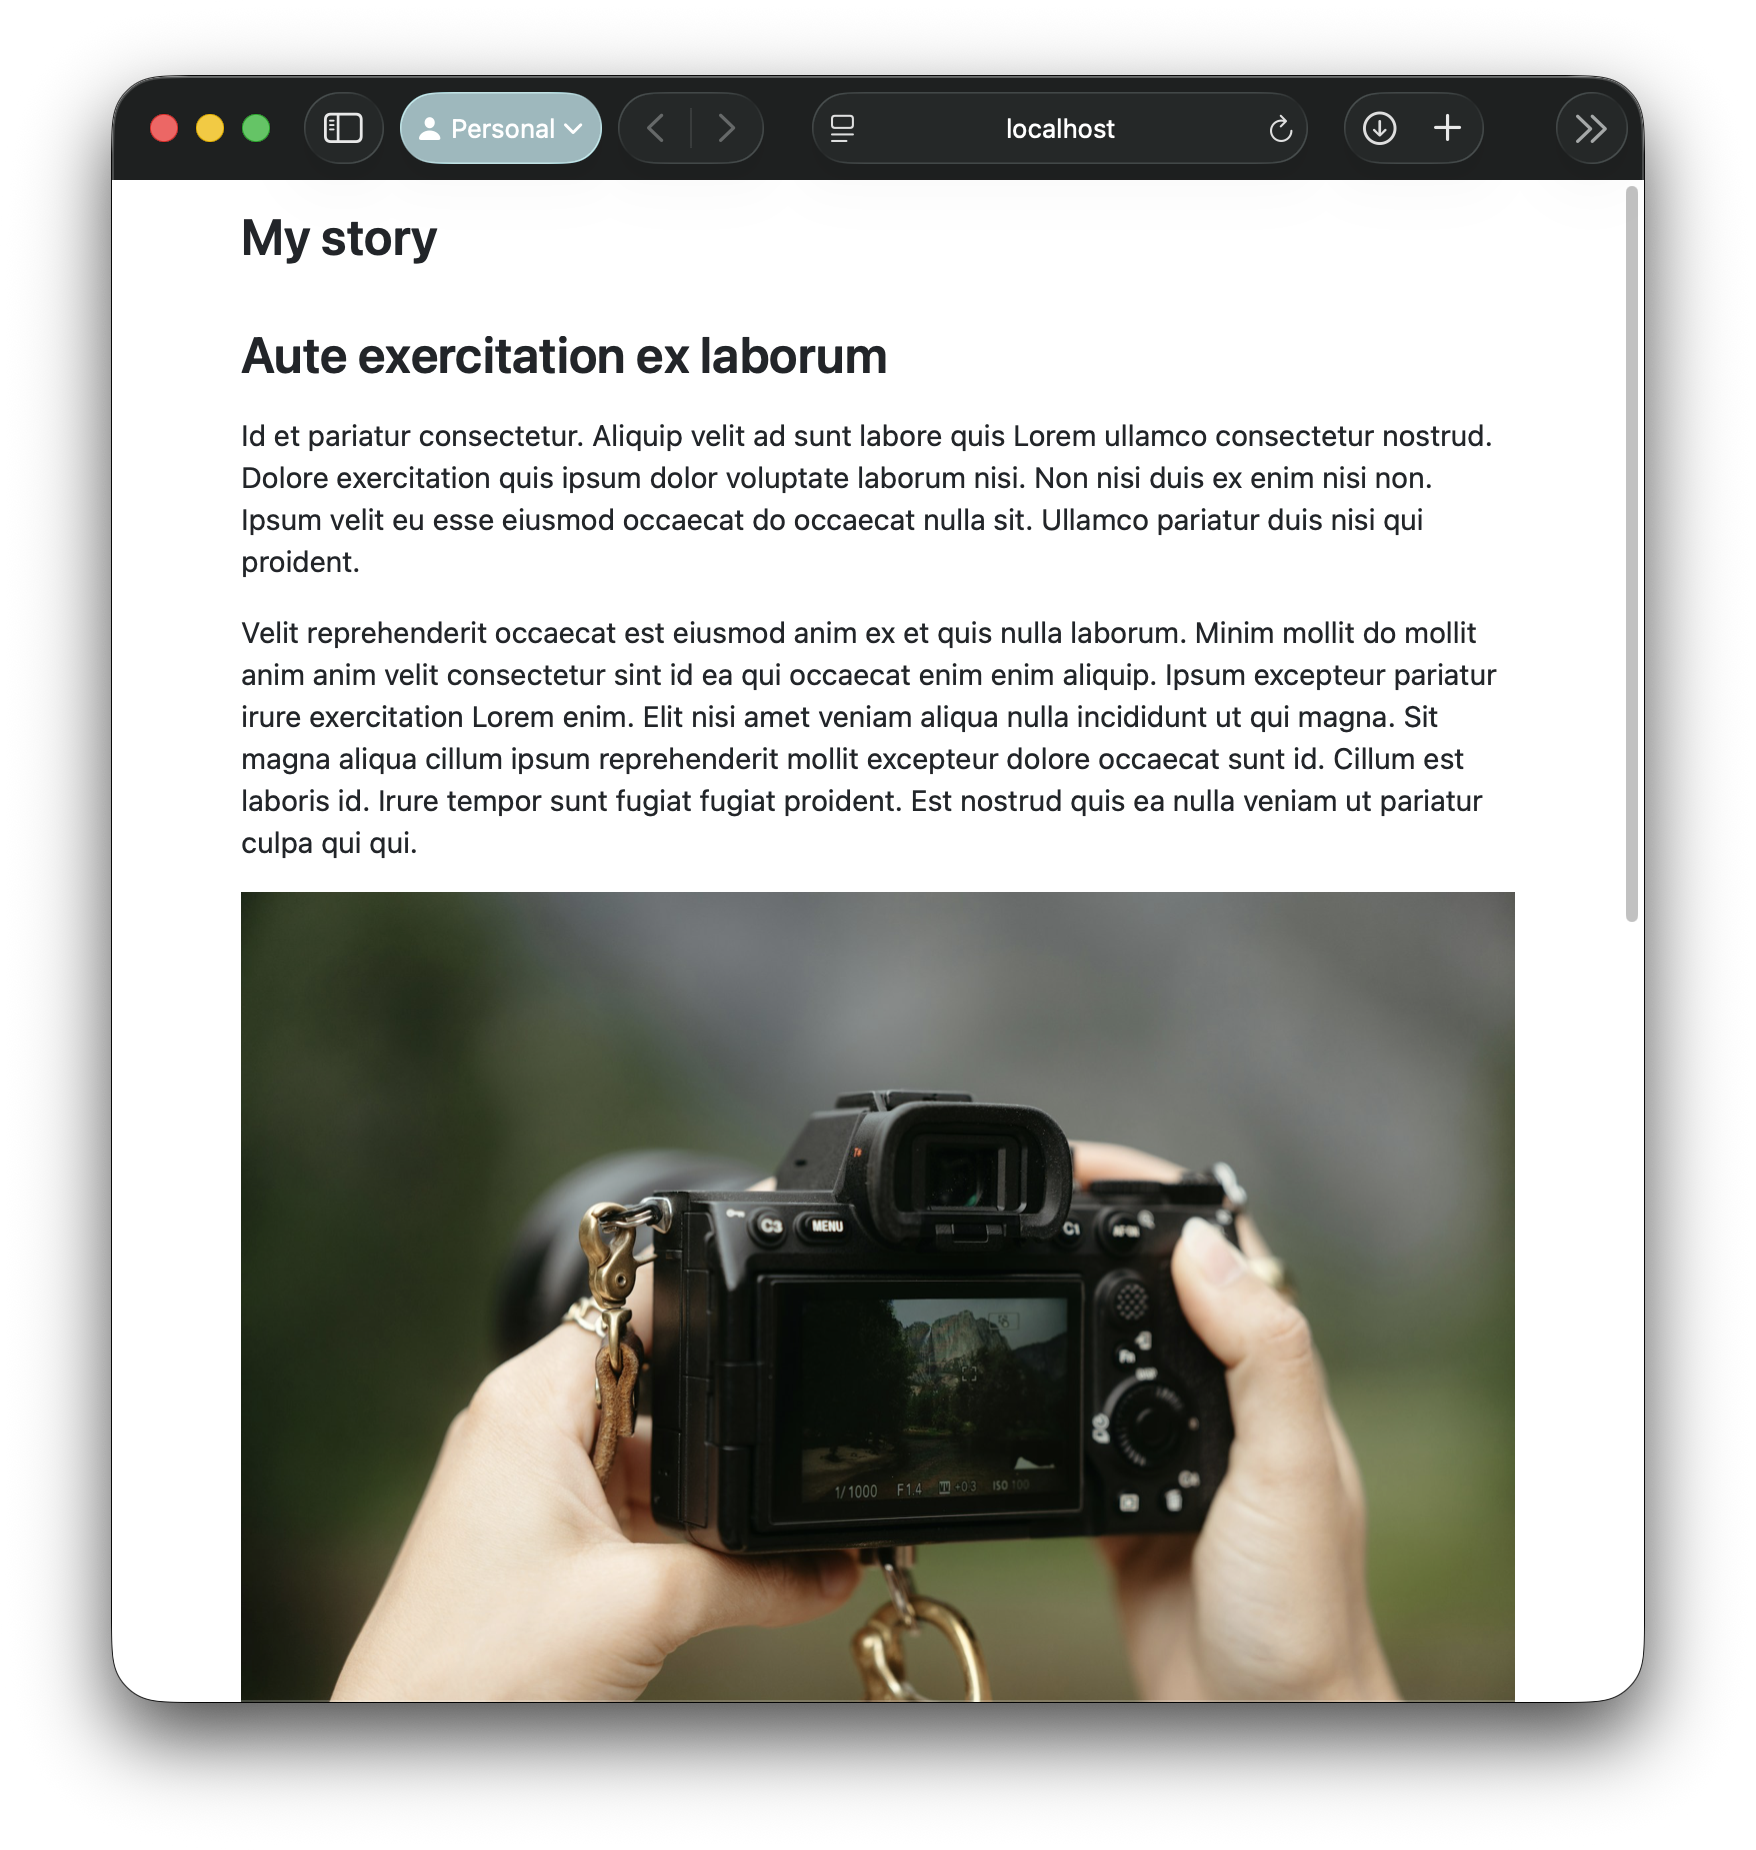 Personal
localhost
My story
Aute exercitation ex laborum
Id et pariatur consectetur. Aliquip velit ad sunt labore quis Lorem ullamco consectetur nostrud.
Dolore exercitation quis ipsum dolor voluptate laborum nisi. Non nisi duis ex enim nisi non.
Ipsum velit eu esse eiusmod occaecat do occaecat nulla sit. Ullamco pariatur duis nisi qui
proident.
Velit reprehenderit occaecat est eiusmod anim ex et quis nulla laborum. Minim mollit do mollit
anim anim velit consectetur sint id ea qui occaecat enim enim aliquip. Ipsum excepteur pariatur
irure exercitation Lorem enim. Elit nisi amet veniam aliqua nulla incididunt ut qui magna. Sit
magna aliqua cillum ipsum reprehenderit mollit excepteur dolore occaecat sunt id. Cillum est
laboris id. Irure tempor sunt fugiat fugiat proident. Est nostrud quis ea nulla veniam ut pariatur
culpa qui qui.
C3 MENU C1 AF-ON
Fn
1/1000 F1.4 +0.3 ISO 100